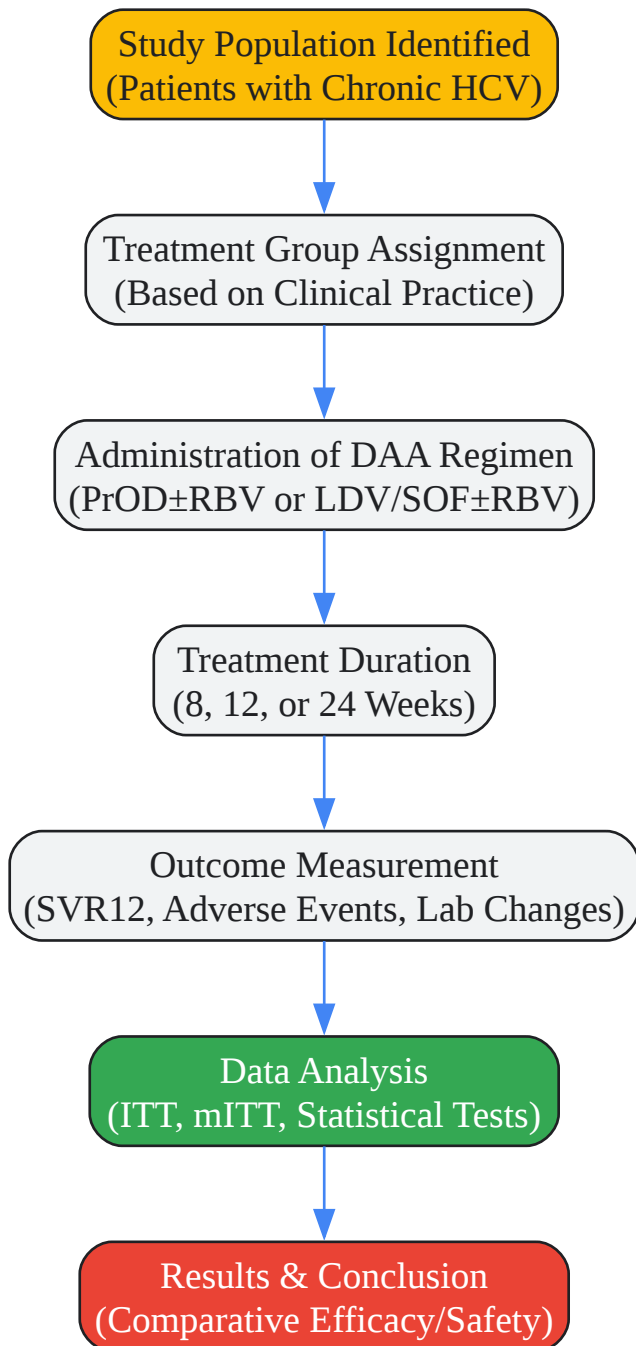 Study Population Identified
(Patients with Chronic HCV)
Treatment Group Assignment
(Based on Clinical Practice)
Administration of DAA Regimen
(PrOD±RBV or LDV/SOF±RBV)
Treatment Duration
(8, 12, or 24 Weeks)
Outcome Measurement
(SVR12, Adverse Events, Lab Changes)
Data Analysis
(ITT, mITT, Statistical Tests)
Results & Conclusion
(Comparative Efficacy/Safety)